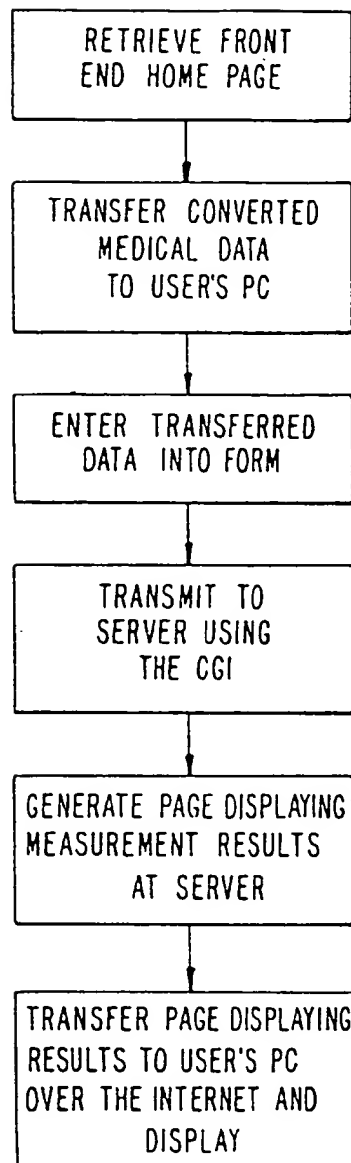 RETRIEVE FRONT
END HOME PAGE
TRANSFER CONVERTED
MEDICAL DATA
TO USER'S PC
ENTER TRANSFERRED
DATA INTO FORM
TRANSMIT TO
SERVER USING
THE CGI
GENERATE PAGE DISPLAYING
MEASUREMENT RESULTS
AT SERVER
TRANSFER PAGE DISPLAYING
RESULTS TO USER'S PC
OVER THE INTERNET AND
DISPLAY